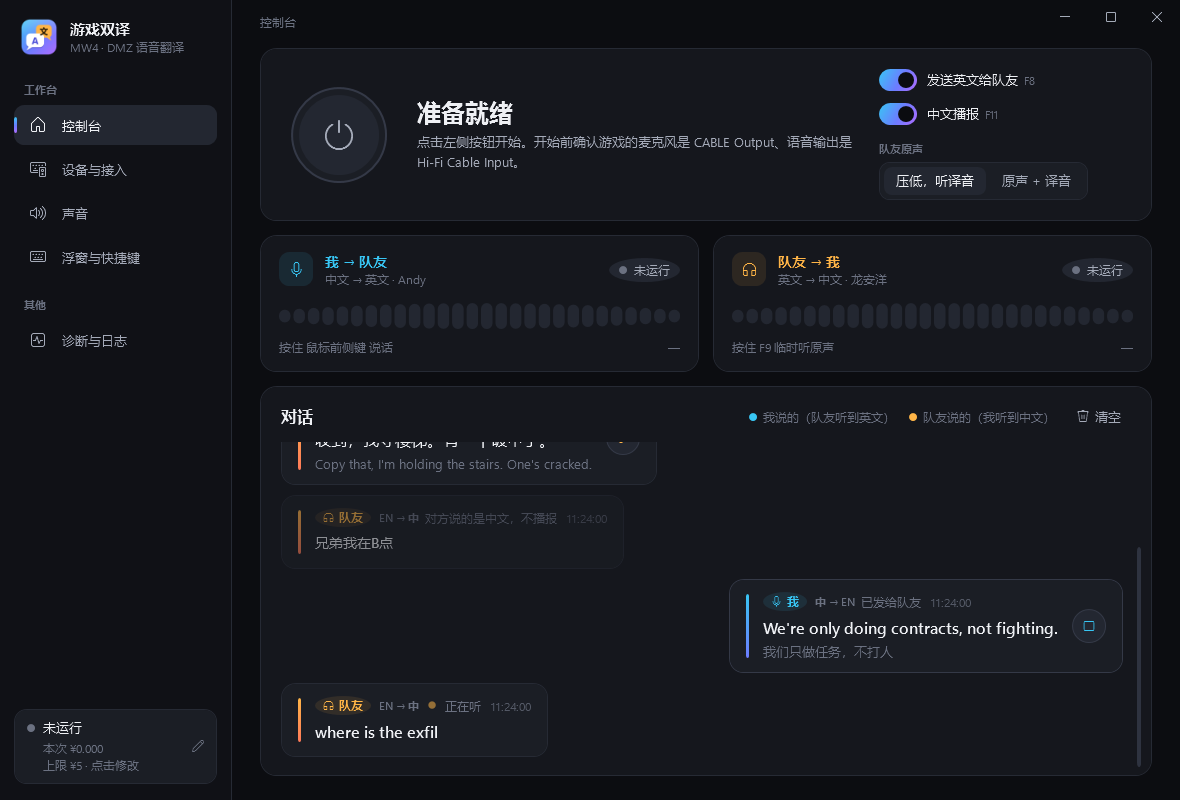 游戏双译
MW4 · DMZ 语音翻译
工作台
控制台
设备与接入
声音
浮窗与快捷键
其他
诊断与日志
未运行
本次 ¥0.000
上限 ¥5 · 点击修改
控制台
准备就绪
点击左侧按钮开始。开始前确认游戏的麦克风是 CABLE Output、语音输出是
Hi-Fi Cable Input。
发送英文给队友 F8
中文播报 F11
队友原声
压低，听译音 原声 + 译音
我 → 队友
中文 → 英文 · Andy
未运行
按住 鼠标前侧键 说话 —
队友 → 我
英文 → 中文 · 龙安洋
未运行
按住 F9 临时听原声 —
对话
我说的（队友听到英文） 队友说的（我听到中文） 清空
Copy that, I'm holding the stairs. One's cracked.
队友 EN → 中 对方说的是中文，不播报 11:24:00
兄弟我在B点
我 中 → EN 已发给队友 11:24:00
We're only doing contracts, not fighting.
我们只做任务，不打人
队友 EN → 中 正在听 11:24:00
where is the exfil